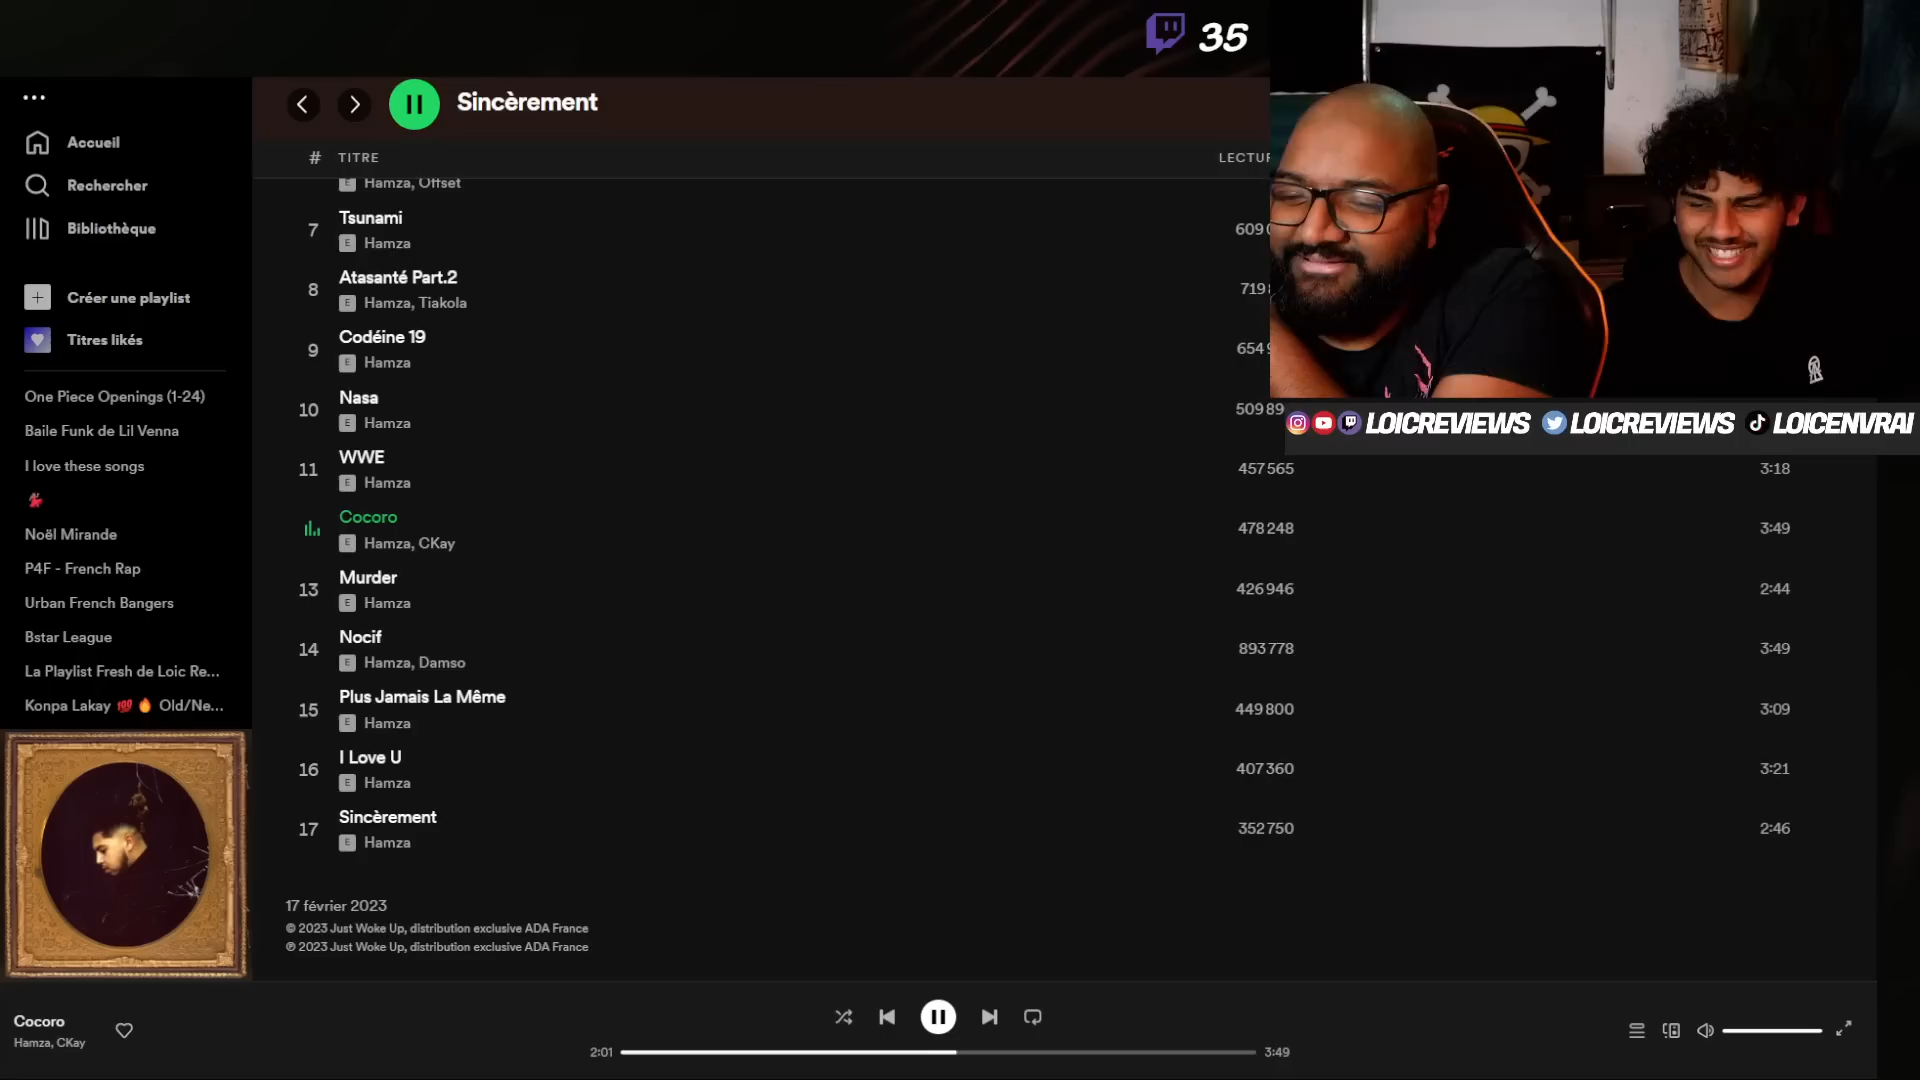 35
Sincèrement
Accueil
Rechercher
Bibliothèque
Créer une playlist
Titres likés
One Piece Openings (1-24)
Baile Funk de Lil Venna
I love these songs
Noël Mirande
P4F - French Rap
Urban French Bangers
Bstar League
La Playlist Fresh de Loic Re...
Konpa Lakay 💯 🔥 Old/Ne...
# TITRE LECTUR
E Hamza, Offset
7 Tsunami 609
E Hamza
8 Atasanté Part.2 719
E Hamza, Tiakola
9 Codéine 19 654
E Hamza
10 Nasa 50989
E Hamza
LOICREVIEWS LOICREVIEWS LOICENVRAI
11 WWE 457 565 3:18
E Hamza
Cocoro 478 248 3:49
E Hamza, CKay
13 Murder 426 946 2:44
E Hamza
14 Nocif 893 778 3:49
E Hamza, Damso
15 Plus Jamais La Même 449 800 3:09
E Hamza
16 I Love U 407 360 3:21
E Hamza
17 Sincèrement 352 750 2:46
E Hamza
17 février 2023
© 2023 Just Woke Up, distribution exclusive ADA France
℗ 2023 Just Woke Up, distribution exclusive ADA France
Cocoro
Hamza, CKay
2:01 3:49